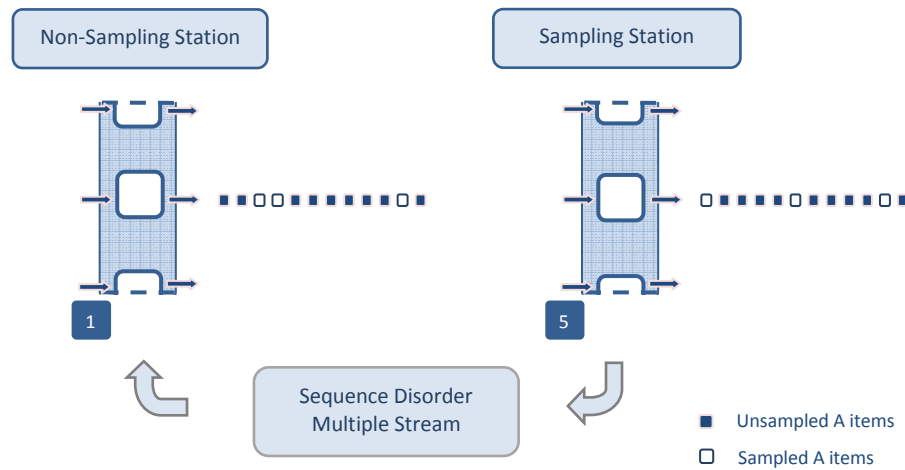 Non-Sampling Station
Sampling Station
1
5
Sequence Disorder
Multiple Stream
Unsampled A items
Sampled A items